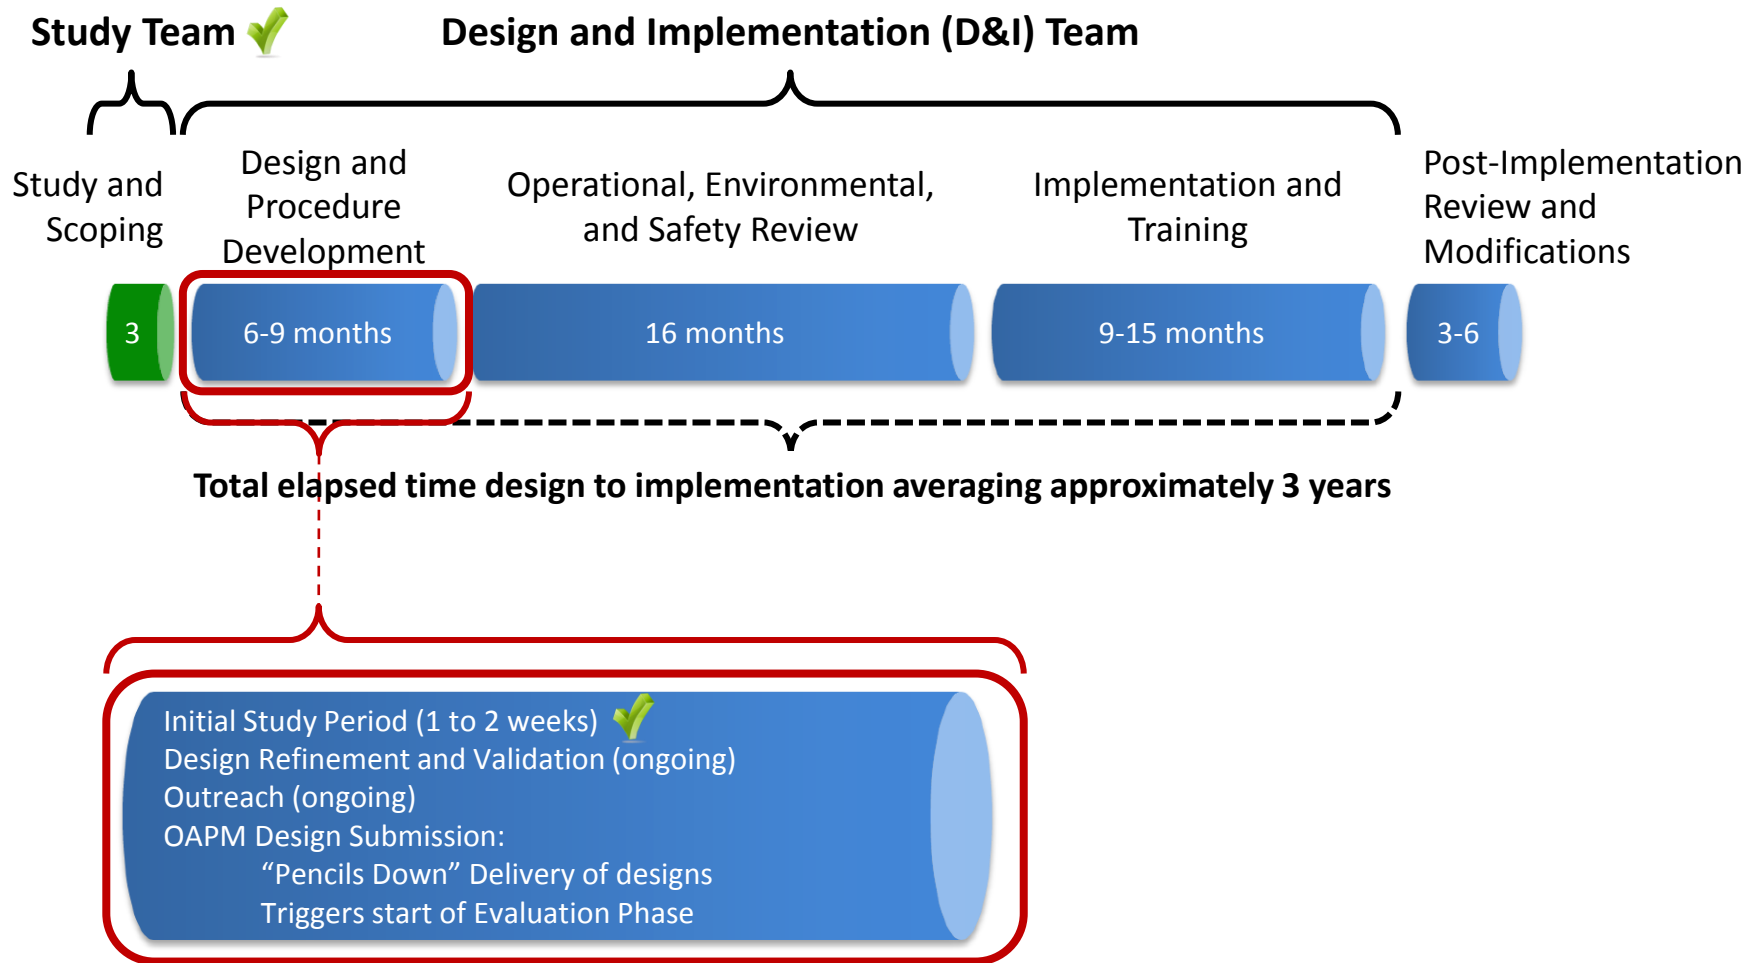 Study Team
Design and Implementation (D&I) Team
Study and
Scoping
Design and
Procedure
Development
Operational, Environmental,
and Safety Review
Implementation and
Training
Post-Implementation
Review and
Modifications
3
6-9 months
16 months
9-15 months
3-6
Total elapsed time design to implementation averaging approximately 3 years
Initial Study Period (1 to 2 weeks)
Design Refinement and Validation (ongoing)
Outreach (ongoing)
OAPM Design Submission:
“Pencils Down” Delivery of designs
Triggers start of Evaluation Phase